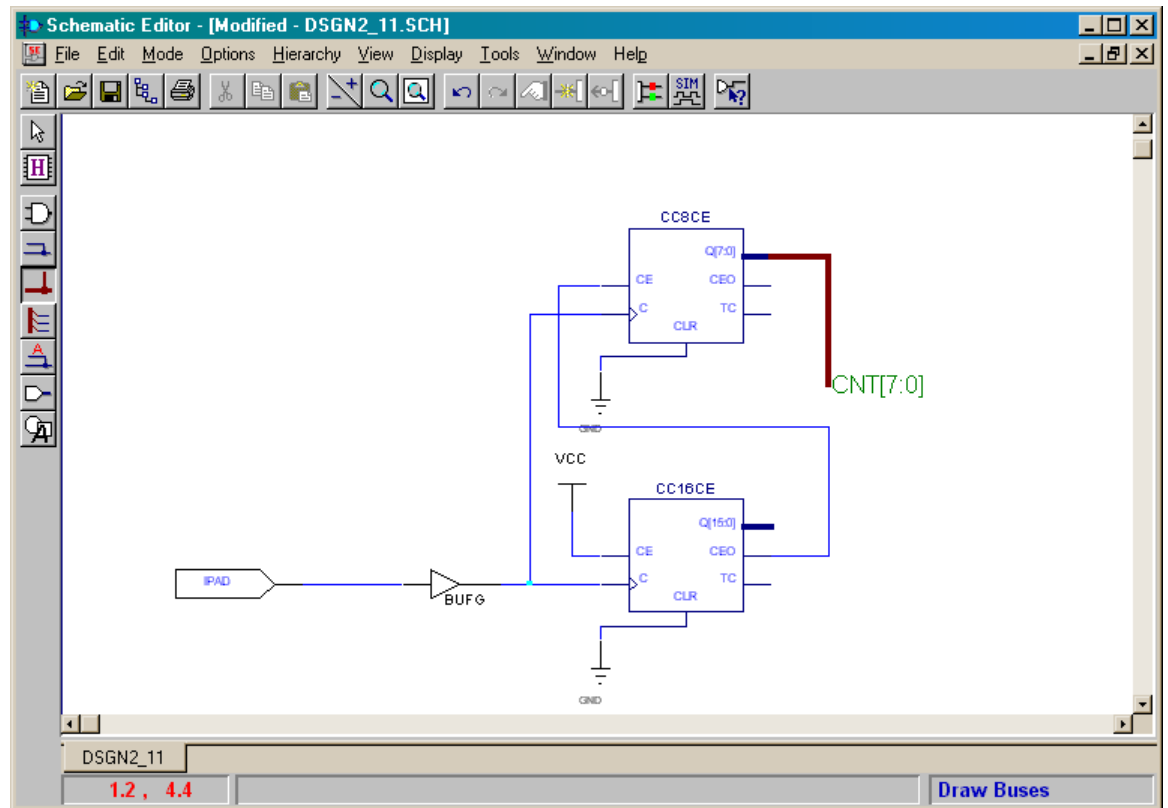 Schematic Editor - [Modified - DSGN2_11.SCH]
File Edit Mode Options Hierarchy View Display Tools Window Help
SIM
H
A
A
CC8CE
Q[7:0]
CE CEO
C TC
CLR
CNT[7:0]
GND
VCC
CC16CE
Q[15:0]
CE CEO
C TC
CLR
IPAD
BUFG
GND
DSGN2_11
1.2 , 4.4 Draw Buses